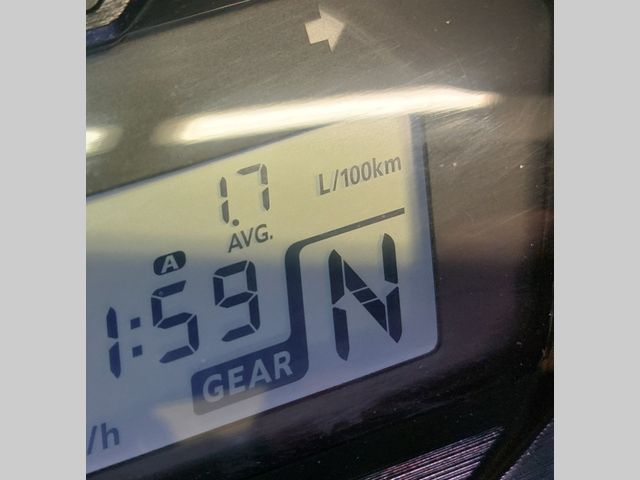 1.7 L/100km
AVG.
A
1:59 N
GEAR
/h